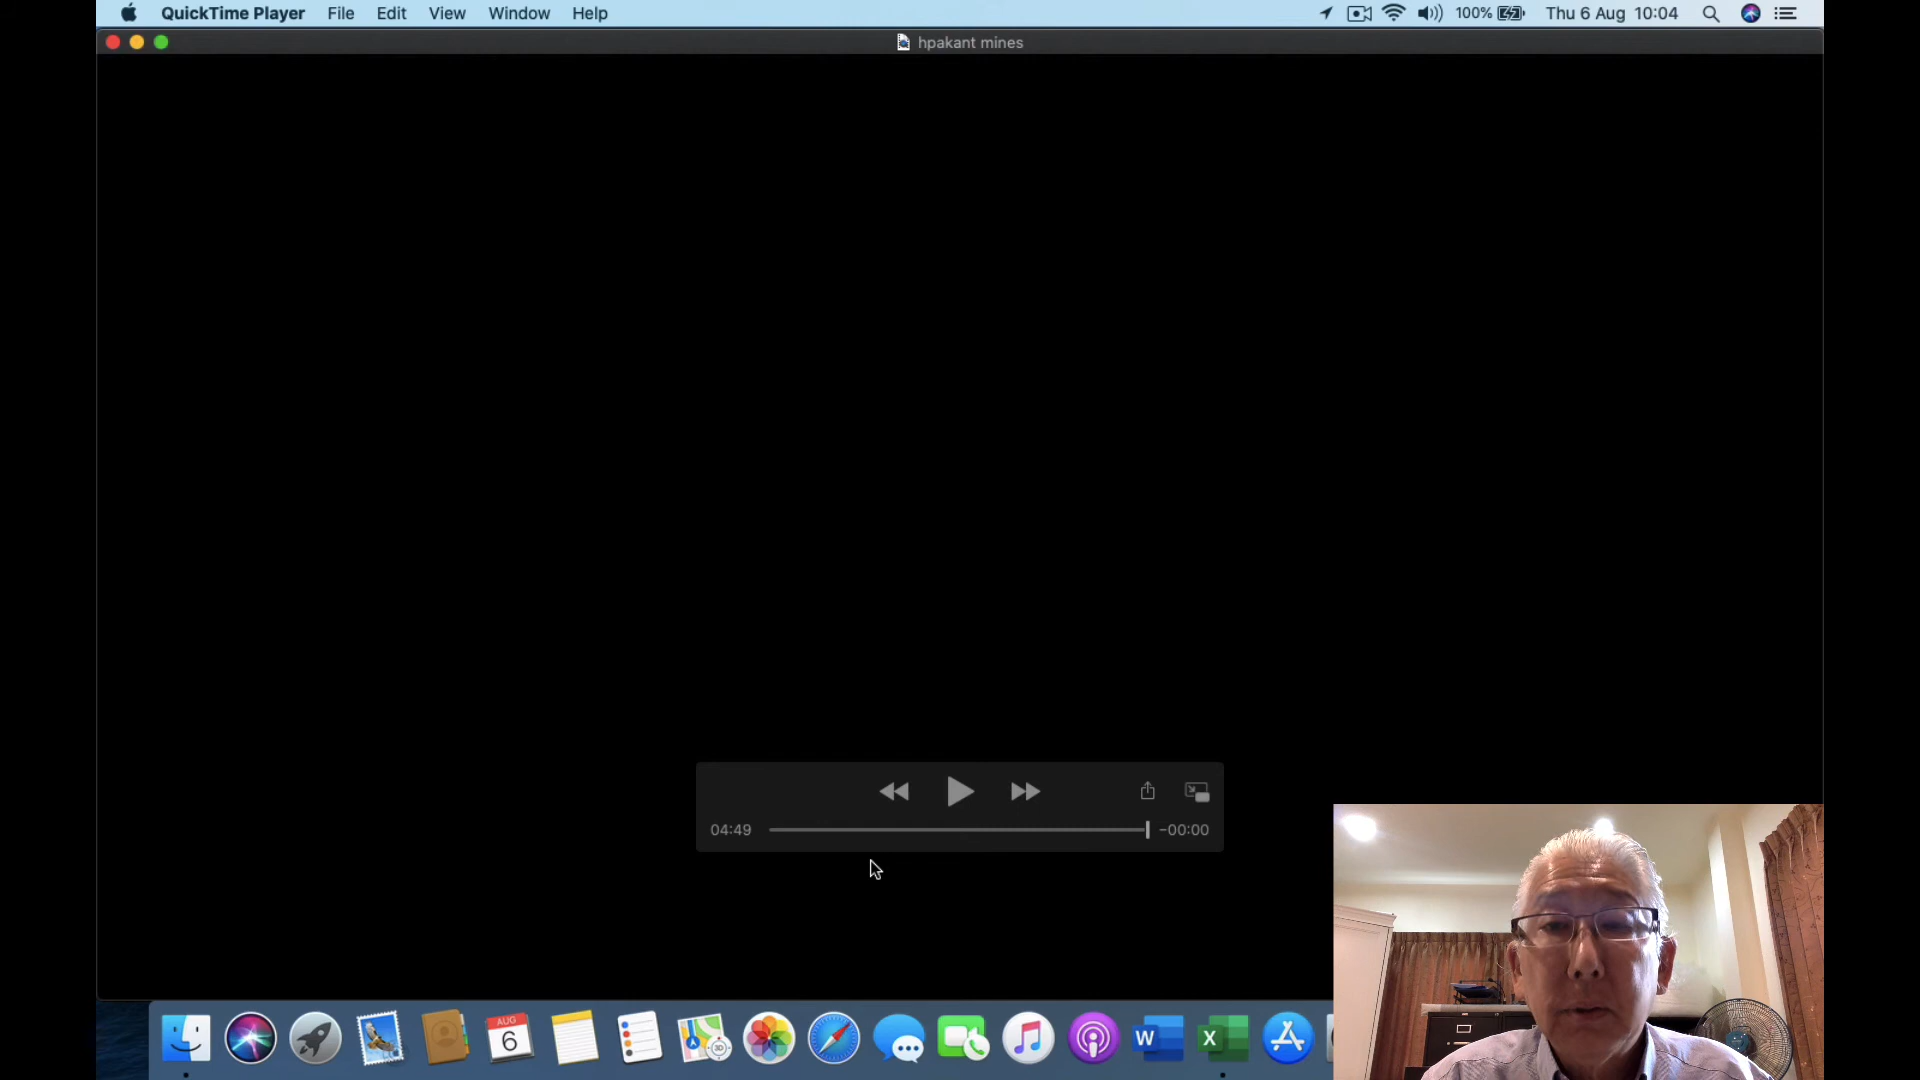 QuickTime Player File Edit View Window Help 100% Thu 6 Aug 10:04
hpakant mines
04:49 -00:00
AUG
6
3D
W
X